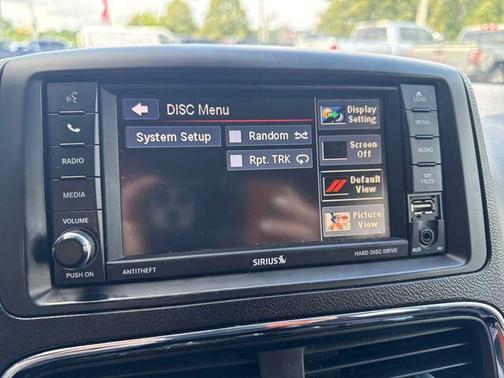 DISC Menu
System Setup
Random
Rpt. TRK
Display
Setting
Screen
Off
Default
View
Picture
View
RADIO
MEDIA
VOLUME
PUSH ON
ANTITHEFT
SIRIUS
HARD DISC DRIVE
LOAD
MENU
AUDIO
MY
FILES
AUX